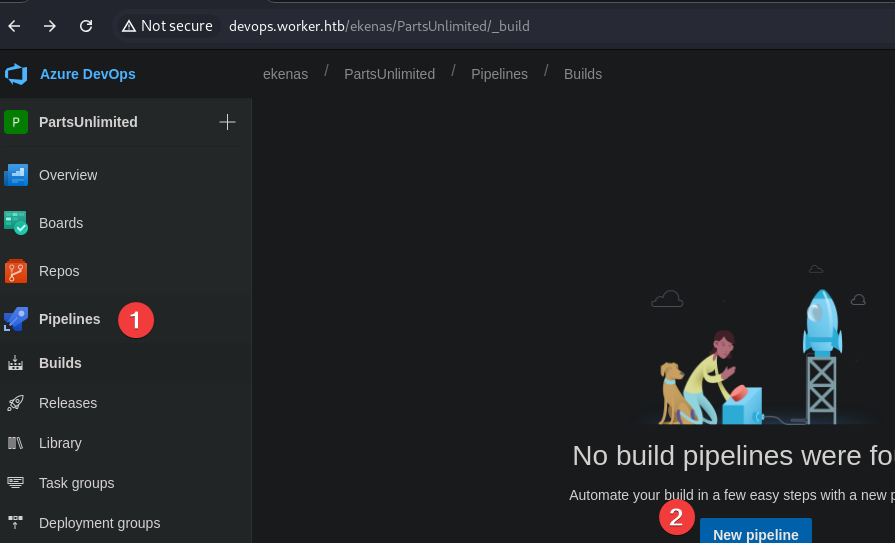 Not secure devops.worker.htb/ekenas/PartsUnlimited/_build
Azure DevOps
ekenas / PartsUnlimited / Pipelines / Builds
P PartsUnlimited
Overview
Boards
Repos
Pipelines 1
Builds
Releases
Library
Task groups
Deployment groups
No build pipelines were fo
Automate your build in a few easy steps with a new p
2 New pipeline